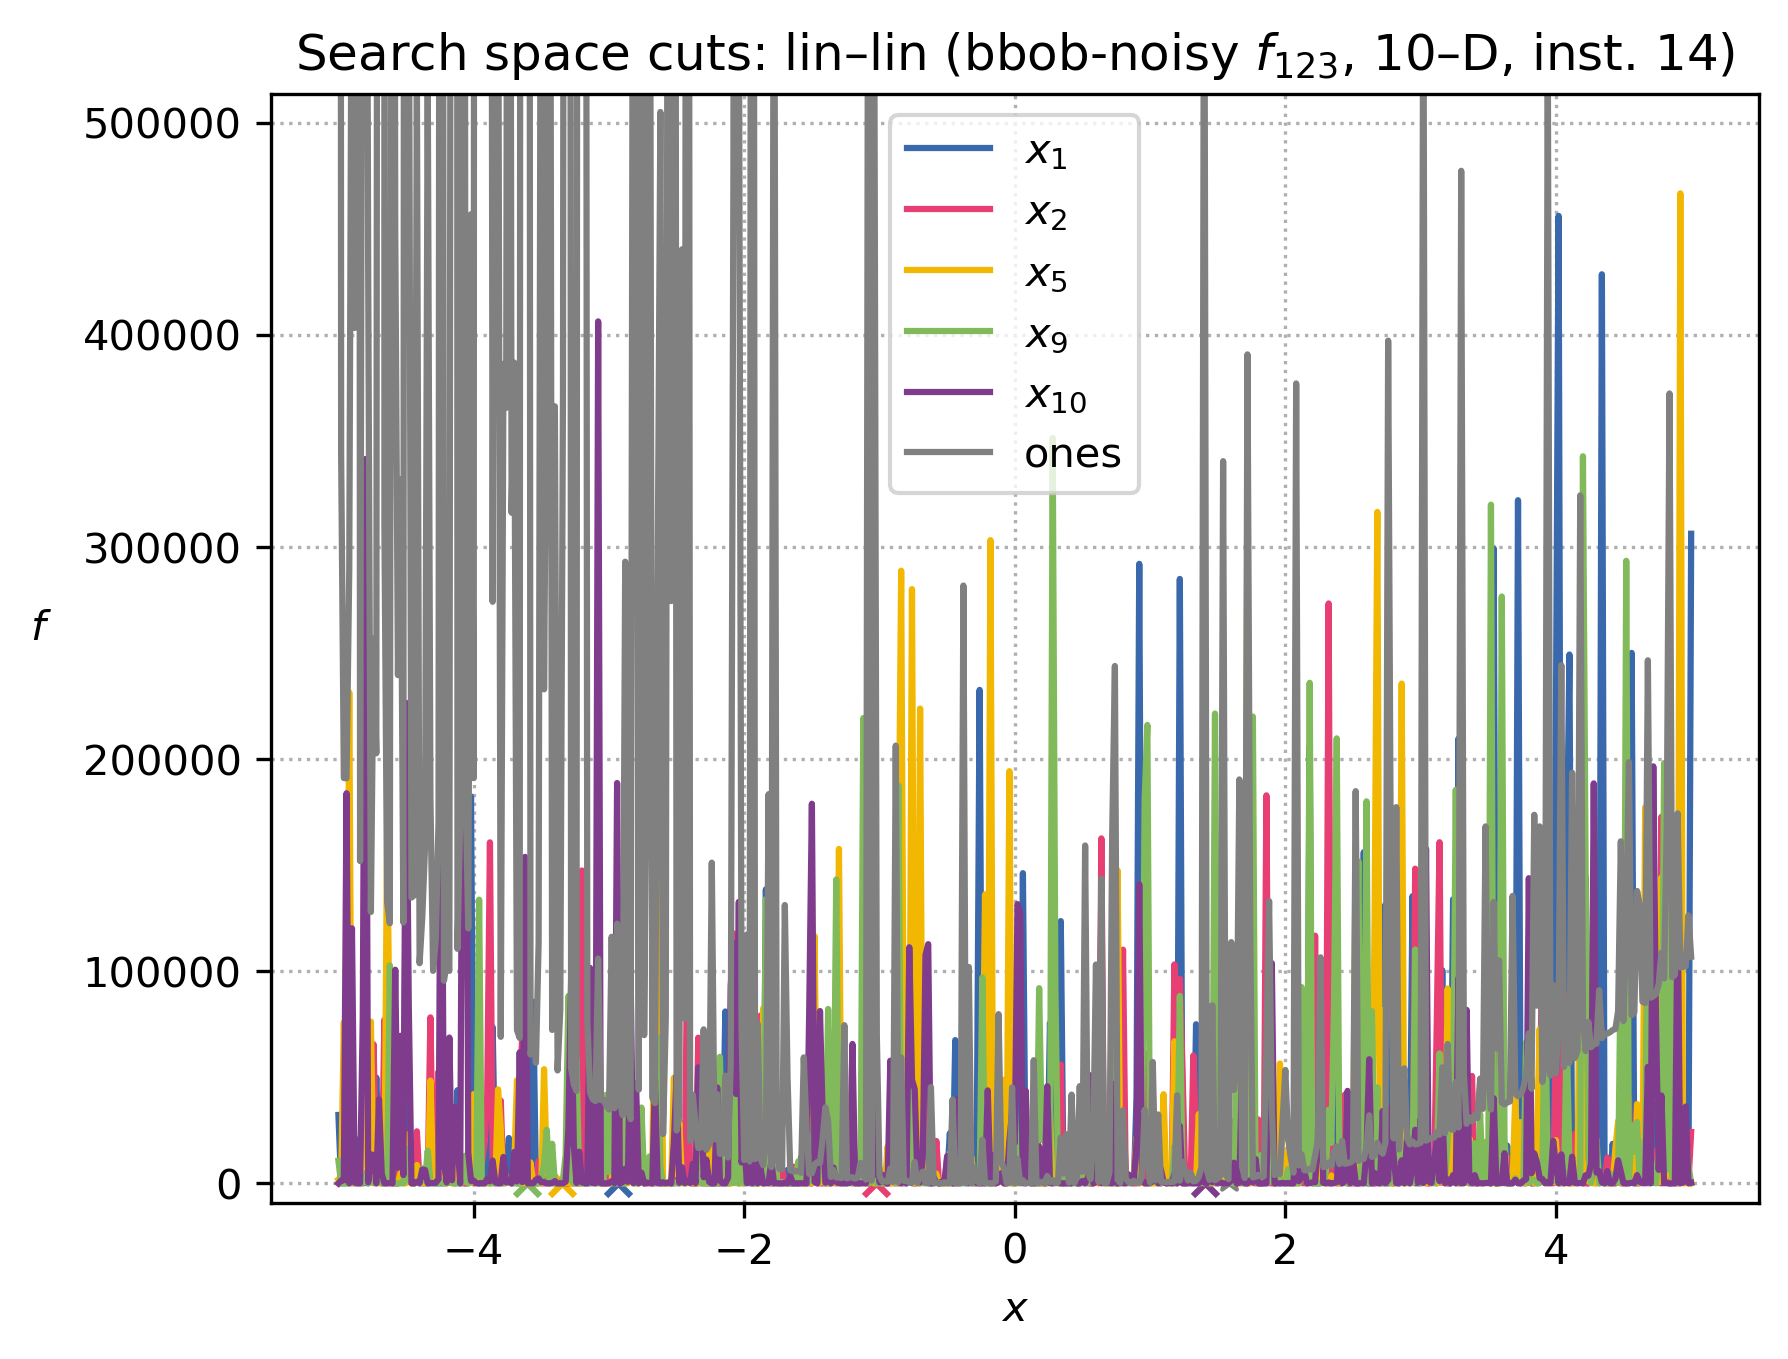 Search space cuts: lin–lin (bbob-noisy f₁₂₃, 10–D, inst. 14)
500000
400000
300000
200000
100000
0
f
x₁
x₂
x₅
x₉
x₁₀
ones
−4
−2
0
2
4
x